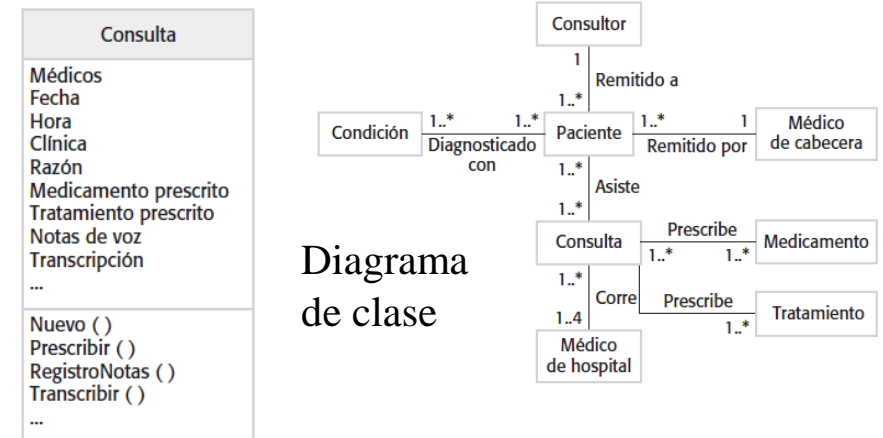 Consulta
Médicos
Fecha
Hora
Clínica
Razón
Medicamento prescrito
Tratamiento prescrito
Notas de voz
Transcripción
...
Nuevo ( )
Prescribir ( )
RegistroNotas ( )
Transcribir ( )
...
Diagrama
de clase
Consultor
1
Remitido a
1..*
Condición
1..*
1..*
Diagnosticado
con
Paciente
1..*
1
Remitido por
Médico
de cabecera
1..*
Asiste
1..*
Consulta
Prescribe
1..*
1..*
Medicamento
1..*
Corre
1..4
Prescribe
1..*
Tratamiento
Médico
de hospital